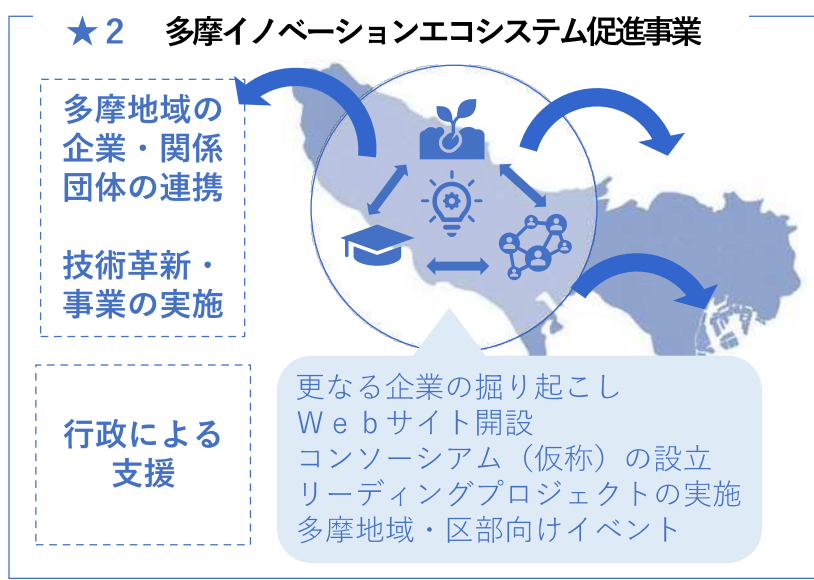 ★２ 多摩イノベーションエコシステム促進事業
多摩地域の
企業・関係
団体の連携
技術革新・
事業の実施
行政による
支援
更なる企業の掘り起こし
Ｗｅｂサイト開設
コンソーシアム（仮称）の設立
リーディングプロジェクトの実施
多摩地域・区部向けイベント